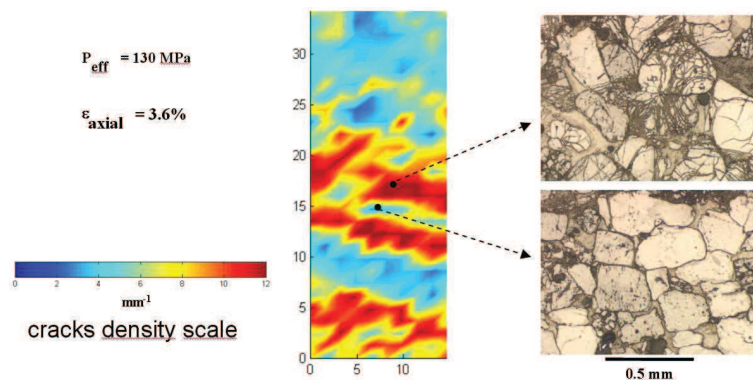 P_eff = 130 MPa
ε_axial = 3.6%
0 2 4 6 8 10 12
mm⁻¹
cracks density scale
30
25
20
15
10
5
0
0 5 10
0.5 mm